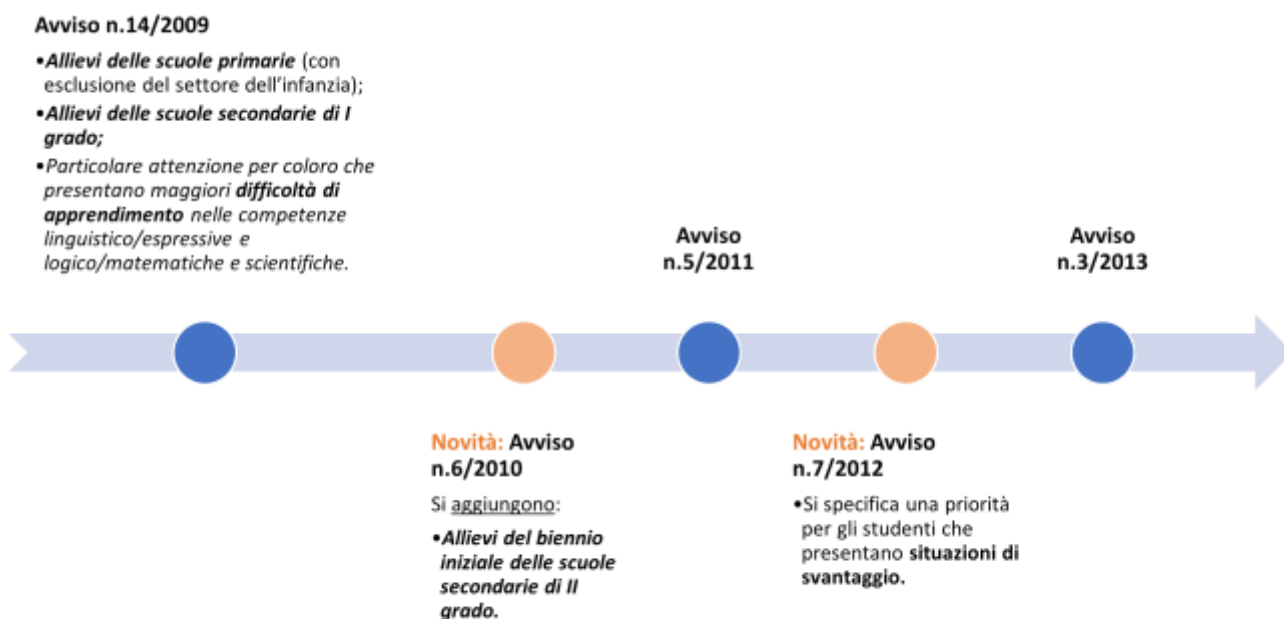 Avviso n.14/2009
•Allievi delle scuole primarie (con
esclusione del settore dell'infanzia);
•Allievi delle scuole secondarie di I
grado;
•Particolare attenzione per coloro che
presentano maggiori difficoltà di
apprendimento nelle competenze
linguistico/espressive e
logico/matematiche e scientifiche.
Avviso
n.5/2011
Avviso
n.3/2013
Novità: Avviso
n.6/2010
Si aggiungono:
•Allievi del biennio
iniziale delle scuole
secondarie di II
grado.
Novità: Avviso
n.7/2012
•Si specifica una priorità
per gli studenti che
presentano situazioni di
svantaggio.